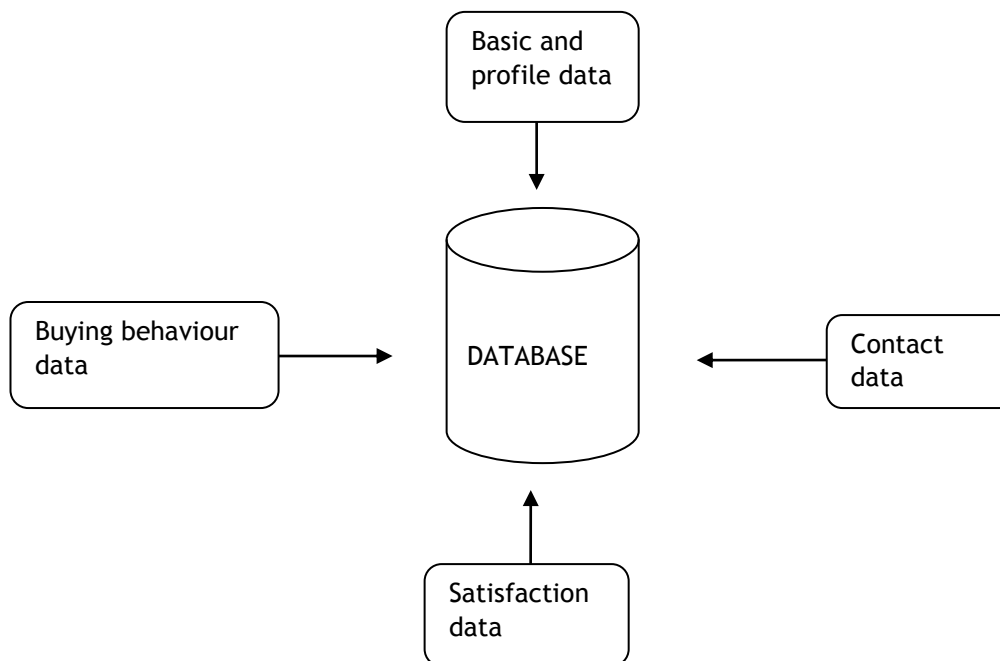 Basic and
profile data
Buying behaviour
data
DATABASE
Contact
data
Satisfaction
data